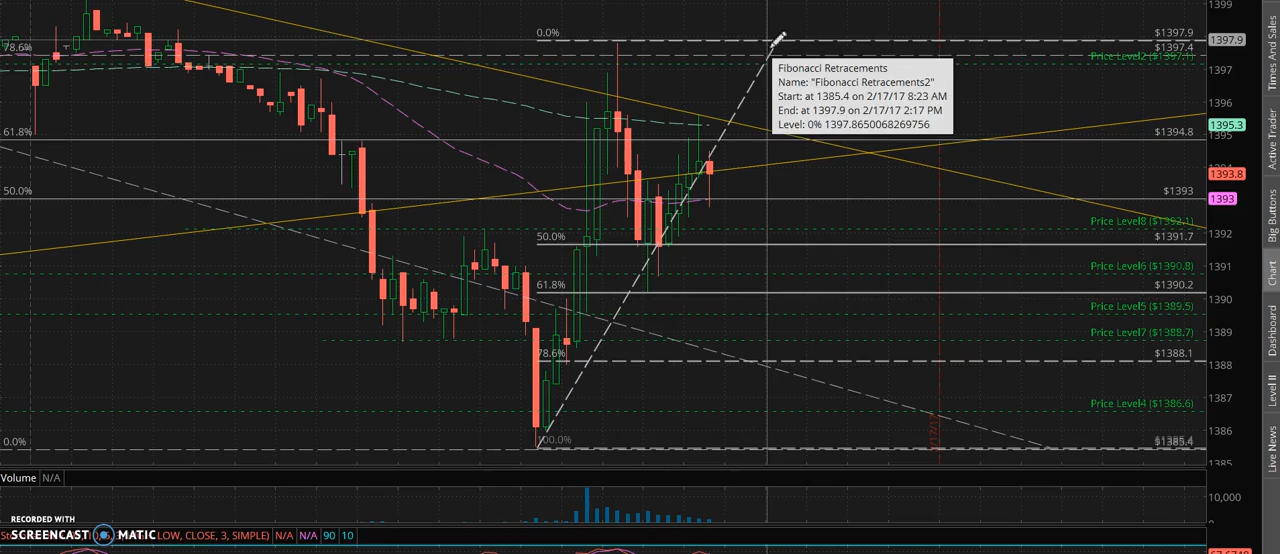 1399
0.0%
$1397.9
1397.9
78.6%
$1397.4
Price Level2 ($1397.1)
1397
Fibonacci Retracements
Name: "Fibonacci Retracements2"
Start: at 1385.4 on 2/17/17 8:23 AM
End: at 1397.9 on 2/17/17 2:17 PM
Level: 0% 1397.8650068269756
1396
1395.3
61.8%
$1394.8
1395
1394
1393.8
50.0%
$1393
1393
Price Level8 ($1392.1)
1392
50.0%
$1391.7
Price Level6 ($1390.8)
1391
61.8%
$1390.2
1390
Price Level5 ($1389.5)
1389
Price Level7 ($1388.7)
78.6%
$1388.1
1388
Price Level4 ($1386.6)
1387
1386
0.0%
100.0%
$1385.4
1385
Times And Sales
Active Trader
Big Buttons
Chart
Dashboard
Level II
Live News
Volume N/A
10,000
RECORDED WITH
SCREENCAST MATIC
LOW, CLOSE, 3, SIMPLE) N/A N/A 90 10